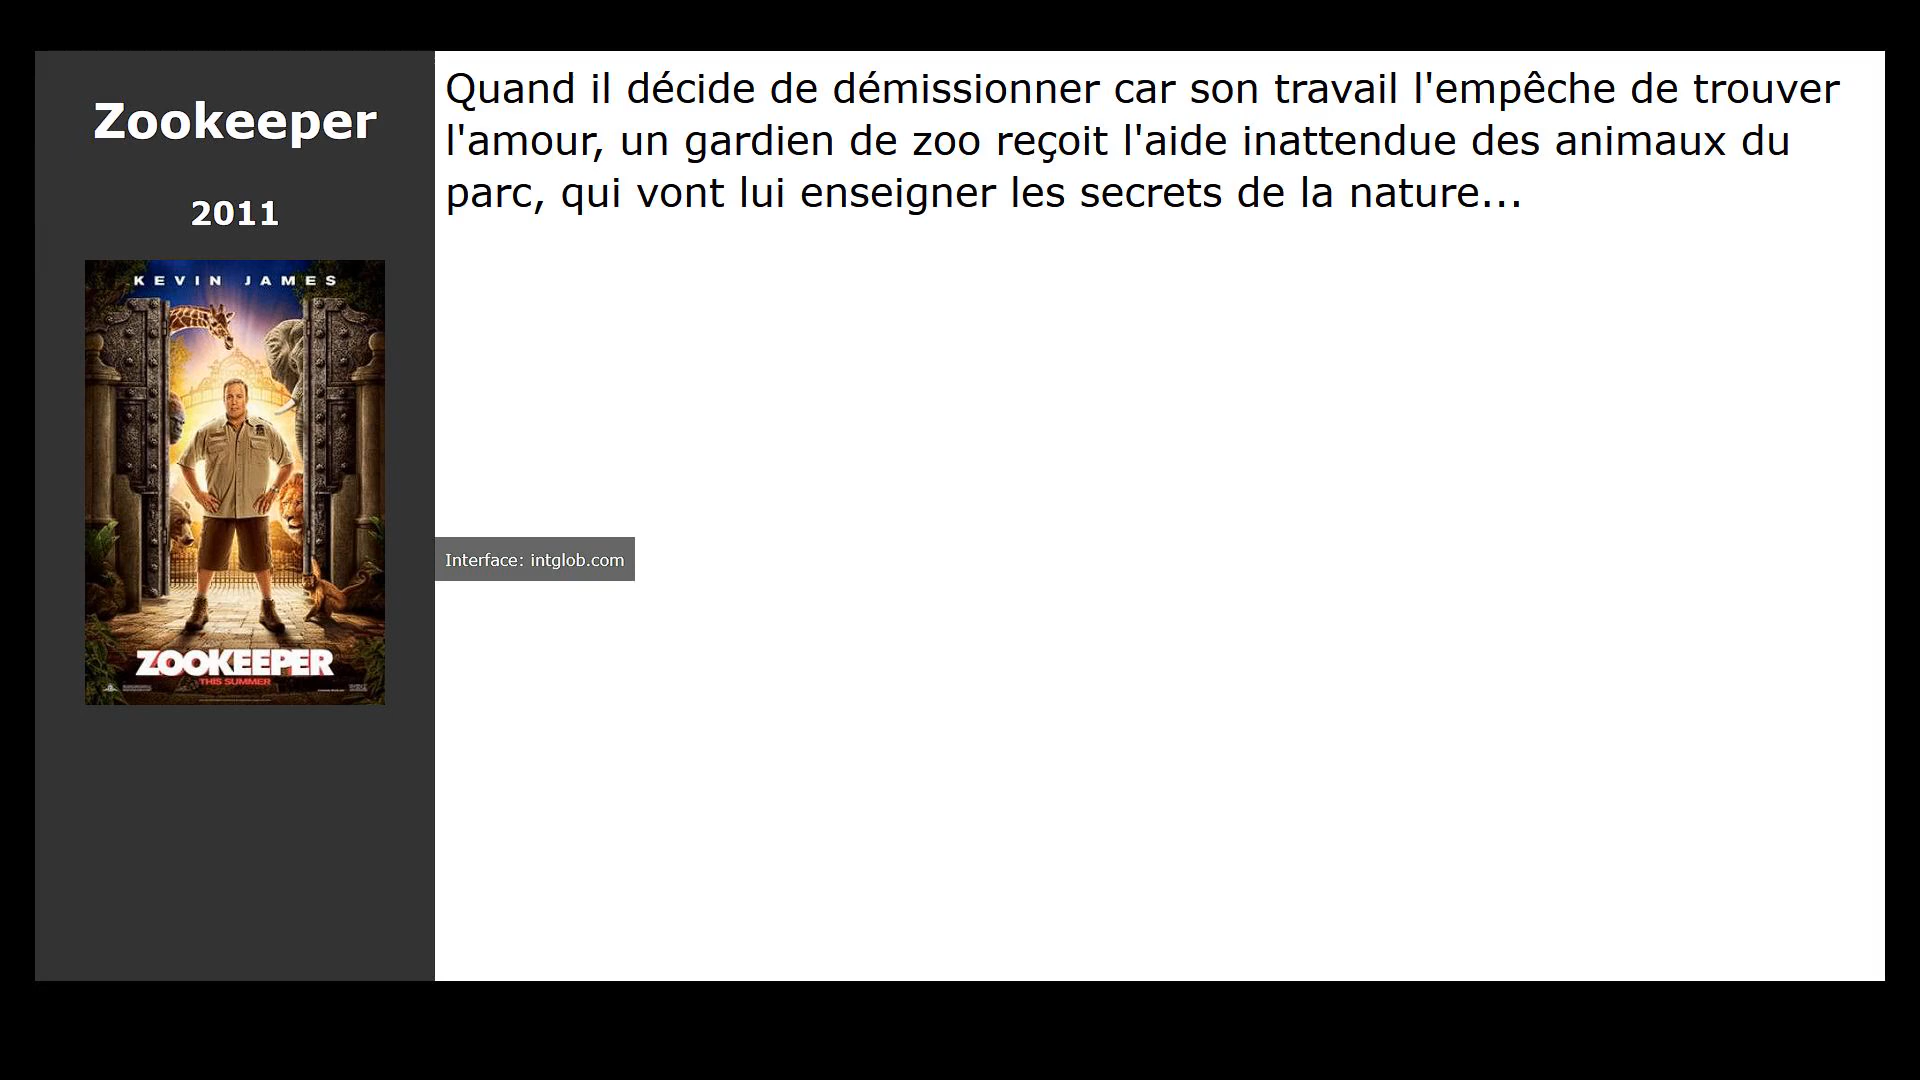 Zookeeper
2011
KEVIN JAMES
ZOOKEEPER
THIS SUMMER
Quand il décide de démissionner car son travail l'empêche de trouver
l'amour, un gardien de zoo reçoit l'aide inattendue des animaux du
parc, qui vont lui enseigner les secrets de la nature...
Interface: intglob.com